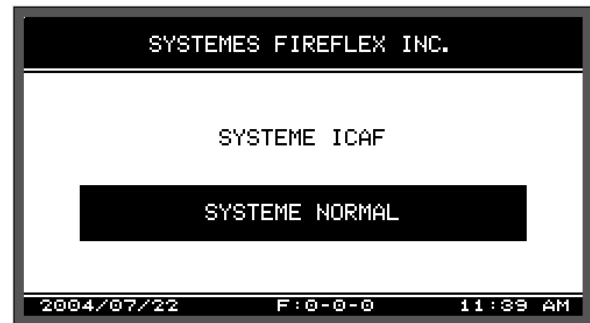 SYSTEMES FIREFLEX INC.
SYSTEME ICAF
SYSTEME NORMAL
2004/07/22 F:0-0-0 11:39 AM